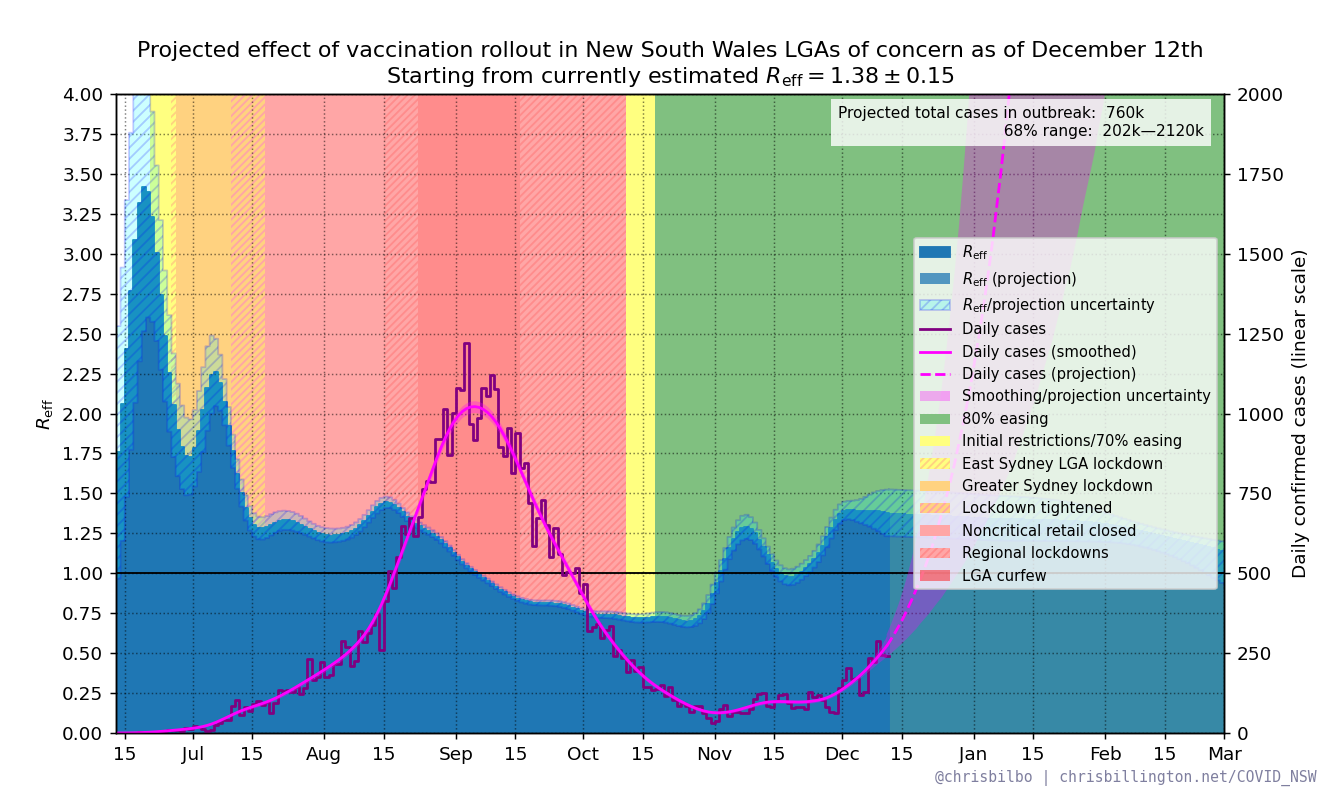 Projected effect of vaccination rollout in New South Wales LGAs of concern as of December 12th
Starting from currently estimated Reff = 1.38 ± 0.15
Projected total cases in outbreak: 760k
68% range: 202k—2120k
4.00
3.75
3.50
3.25
3.00
2.75
2.50
2.25
2.00
1.75
1.50
1.25
1.00
0.75
0.50
0.25
0.00
Reff
2000
1750
1500
1250
1000
750
500
250
0
Daily confirmed cases (linear scale)
Reff
Reff (projection)
Reff/projection uncertainty
Daily cases
Daily cases (smoothed)
Daily cases (projection)
Smoothing/projection uncertainty
80% easing
Initial restrictions/70% easing
East Sydney LGA lockdown
Greater Sydney lockdown
Lockdown tightened
Noncritical retail closed
Regional lockdowns
LGA curfew
15 Jul 15 Aug 15 Sep 15 Oct 15 Nov 15 Dec 15 Jan 15 Feb 15 Mar
@chrisbilbo | chrisbillington.net/COVID_NSW